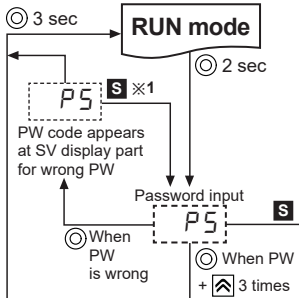 ◎ 3 sec
RUN mode
◎ 2 sec
PS
S ※1
PW code appears
at SV display part
for wrong PW
Password input
PS
S
◎ When
PW
is wrong
◎ When PW
+ 3 times